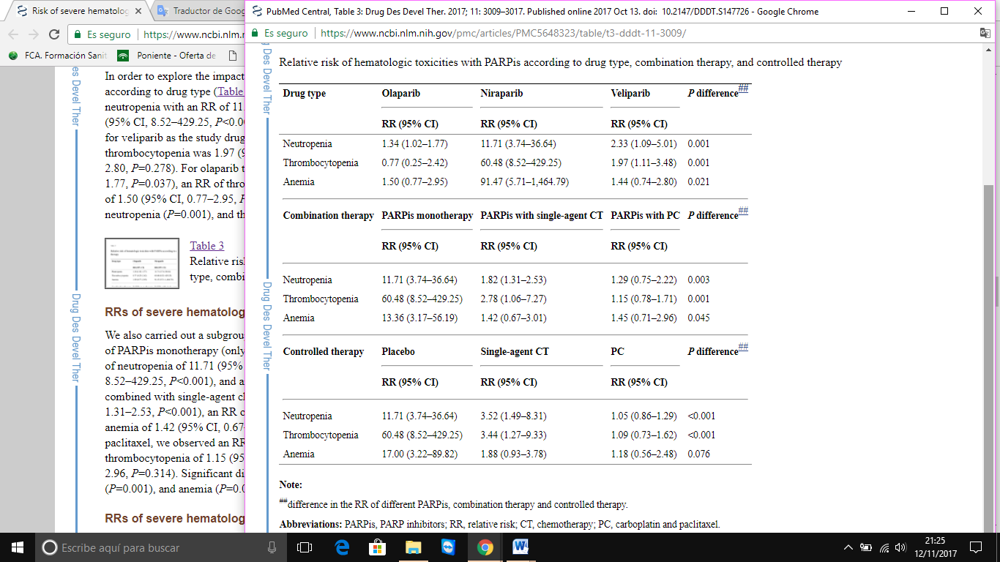 Risk of severe hematolog
Traductor de Goog
PubMed Central, Table 3: Drug Des Devel Ther. 2017; 11: 3009–3017. Published online 2017 Oct 13. doi: 10.2147/DDDT.S147726 - Google Chrome
Es seguro https://www.ncbi.nlm.r
Es seguro https://www.ncbi.nlm.nih.gov/pmc/articles/PMC5648323/table/t3-dddt-11-3009/
FCA. Formación Sanit
Poniente - Oferta de
es Devel Ther
Drug Des Devel Ther
In order to explore the impact
according to drug type (Table
neutropenia with an RR of 11
(95% CI, 8.52–429.25, P<0.0
for veliparib as the study drug
thrombocytopenia was 1.97 (9
2.80, P=0.278). For olaparib t
1.77, P=0.037), an RR of thro
of 1.50 (95% CI, 0.77–2.95, P
neutropenia (P=0.001), and th
Table 3
Relative ris
type, combi
RRs of severe hematolog
We also carried out a subgrou
of PARPis monotherapy (only
of neutropenia of 11.71 (95%
8.52–429.25, P<0.001), and a
combined with single-agent cl
1.31–2.53, P<0.001), an RR o
anemia of 1.42 (95% CI, 0.67
paclitaxel, we observed an RR
thrombocytopenia of 1.15 (95
2.96, P=0.314). Significant di
(P=0.001), and anemia (P=0.0
RRs of severe hematolog
g Des Devel Ther
Drug Des Devel Ther
Relative risk of hematologic toxicities with PARPis according to drug type, combination therapy, and controlled therapy
Drug type Olaparib Niraparib Veliparib P difference##
RR (95% CI) RR (95% CI) RR (95% CI)
Neutropenia 1.34 (1.02–1.77) 11.71 (3.74–36.64) 2.33 (1.09–5.01) 0.001
Thrombocytopenia 0.77 (0.25–2.42) 60.48 (8.52–429.25) 1.97 (1.11–3.48) 0.001
Anemia 1.50 (0.77–2.95) 91.47 (5.71–1,464.79) 1.44 (0.74–2.80) 0.021
Combination therapy PARPis monotherapy PARPis with single-agent CT PARPis with PC P difference##
RR (95% CI) RR (95% CI) RR (95% CI)
Neutropenia 11.71 (3.74–36.64) 1.82 (1.31–2.53) 1.29 (0.75–2.22) 0.003
Thrombocytopenia 60.48 (8.52–429.25) 2.78 (1.06–7.27) 1.15 (0.78–1.71) 0.001
Anemia 13.36 (3.17–56.19) 1.42 (0.67–3.01) 1.45 (0.71–2.96) 0.045
Controlled therapy Placebo Single-agent CT PC P difference##
RR (95% CI) RR (95% CI) RR (95% CI)
Neutropenia 11.71 (3.74–36.64) 3.52 (1.49–8.31) 1.05 (0.86–1.29) <0.001
Thrombocytopenia 60.48 (8.52–429.25) 3.44 (1.27–9.33) 1.09 (0.73–1.62) <0.001
Anemia 17.00 (3.22–89.82) 1.88 (0.93–3.78) 1.18 (0.56–2.48) 0.076
Note:
##difference in the RR of different PARPis, combination therapy and controlled therapy.
Abbreviations: PARPis, PARP inhibitors; RR, relative risk; CT, chemotherapy; PC, carboplatin and paclitaxel.
Escribe aquí para buscar
21:25
12/11/2017